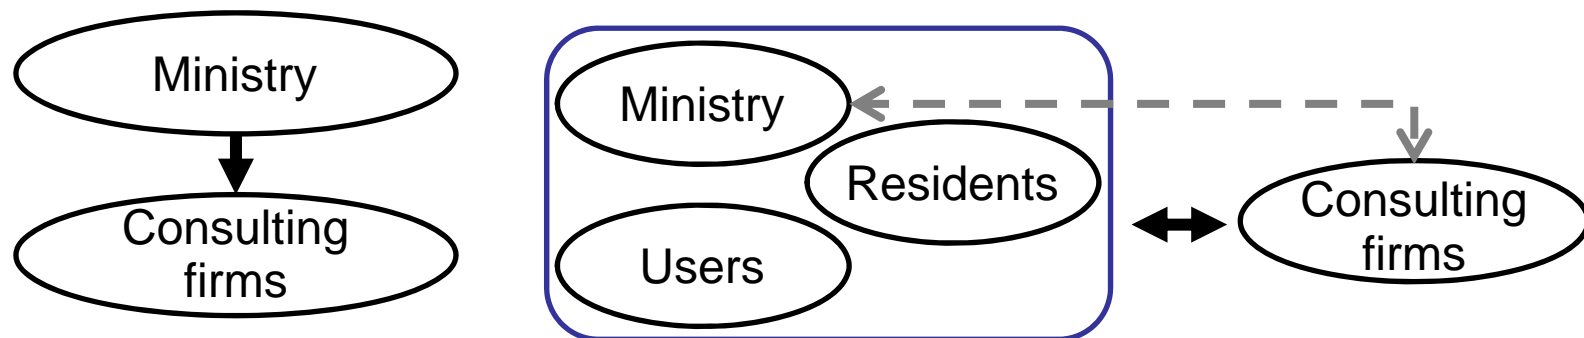 Ministry
Consulting
firms
Ministry
Residents
Users
Consulting
firms